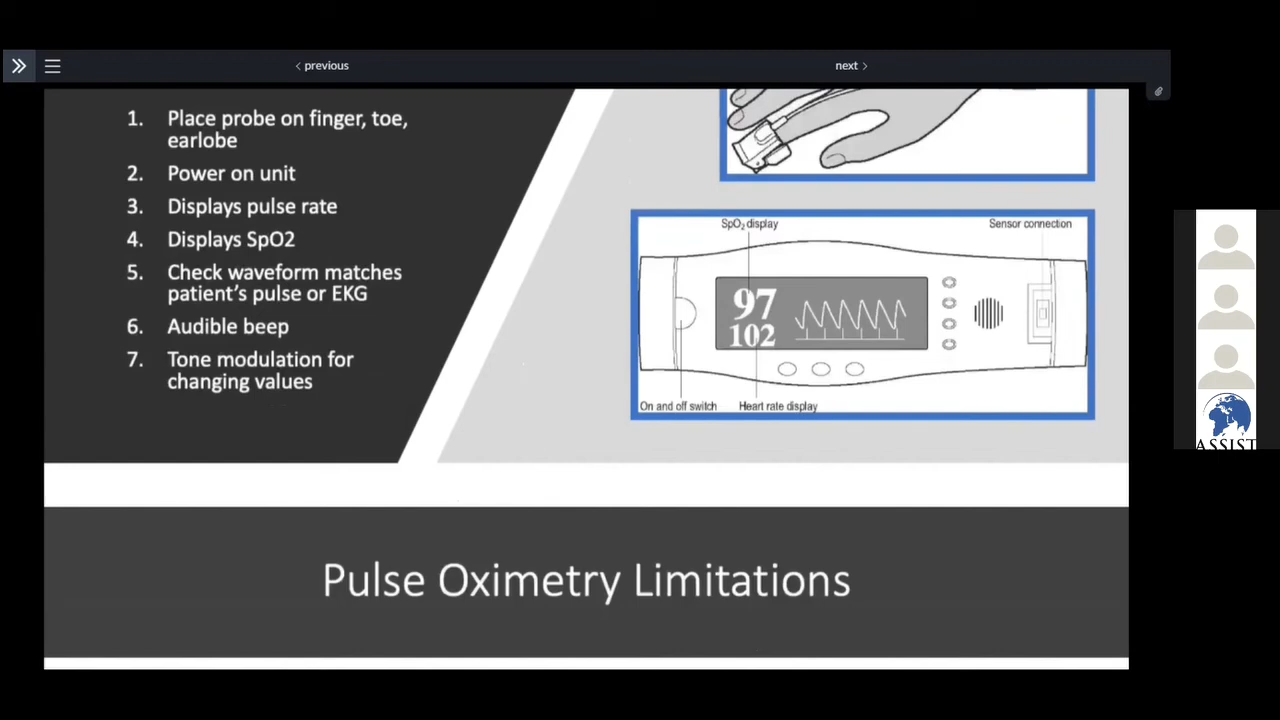 previous
next
1. Place probe on finger, toe,
earlobe
2. Power on unit
3. Displays pulse rate
4. Displays SpO2
5. Check waveform matches
patient's pulse or EKG
6. Audible beep
7. Tone modulation for
changing values
SpO₂ display
Sensor connection
97
102
On and off switch
Heart rate display
ASSIST
Pulse Oximetry Limitations